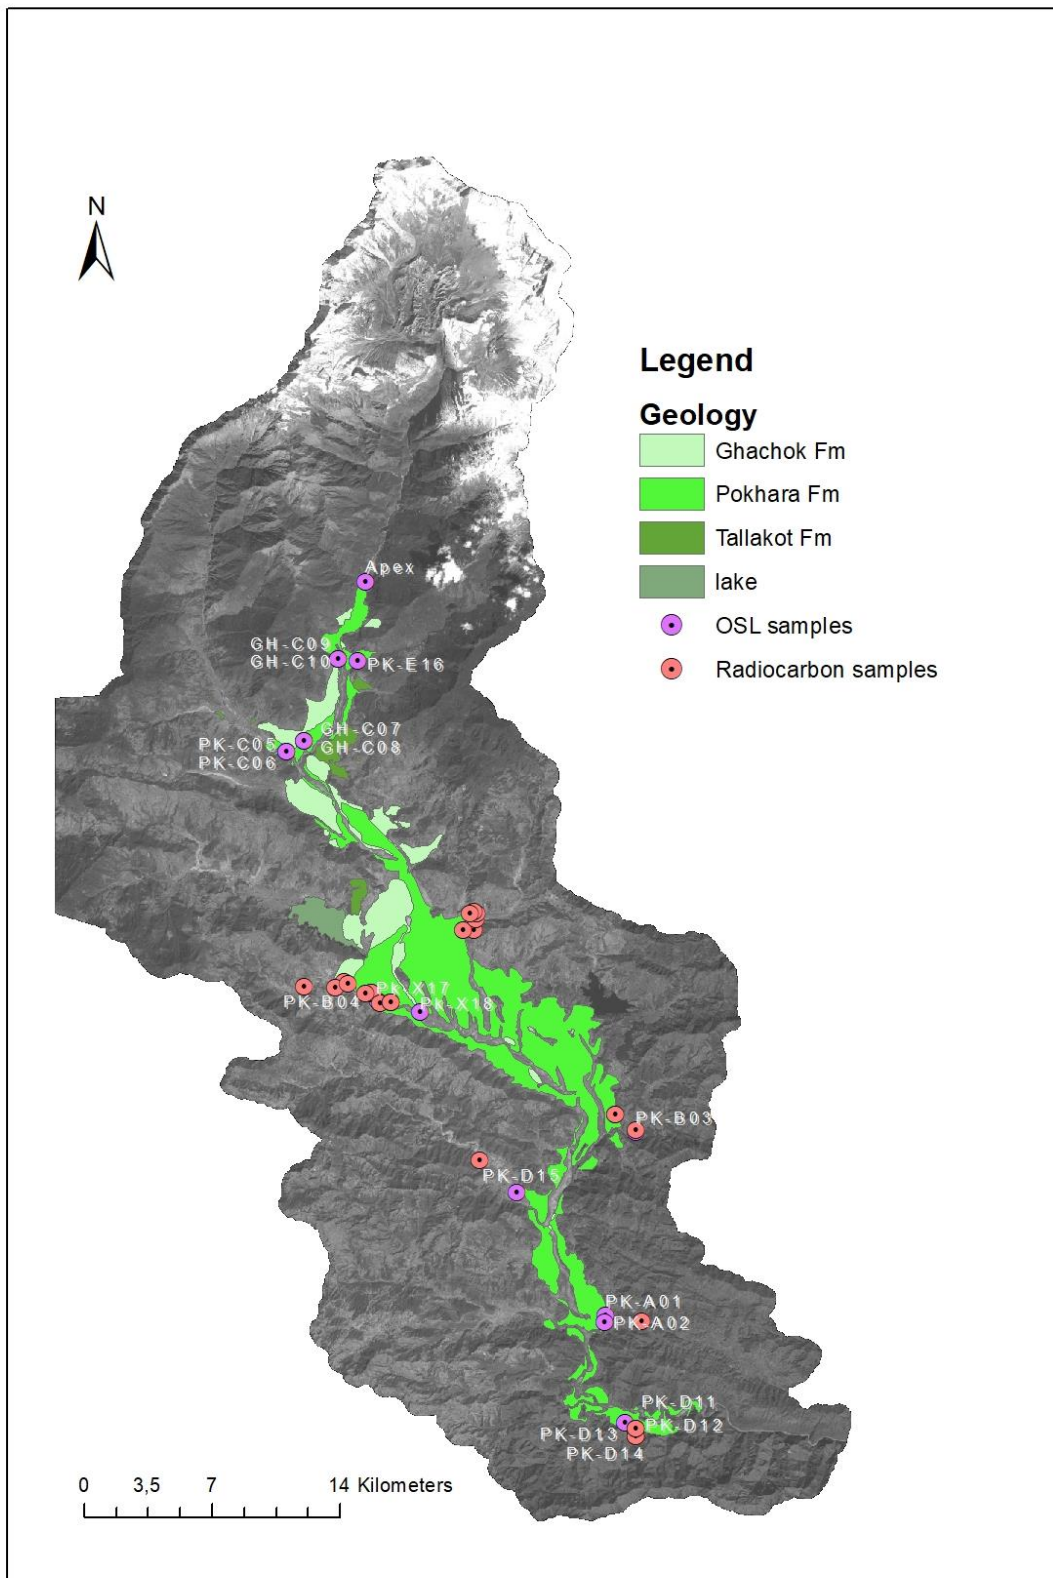 N
Legend
Geology
Ghachok Fm
Pokhara Fm
Tallakot Fm
lake
OSL samples
Radiocarbon samples
Apex
GH-C09
GH-C10
PK-E16
GH-C07
PK-C05
GH-C08
PK-C06
Pk-X17
PK-B04
Pk-X18
PK-B03
PK-D15
PK-A01
PK-A02
PK-D11
PK-D12
PK-D13
PK-D14
0 3,5 7 14 Kilometers